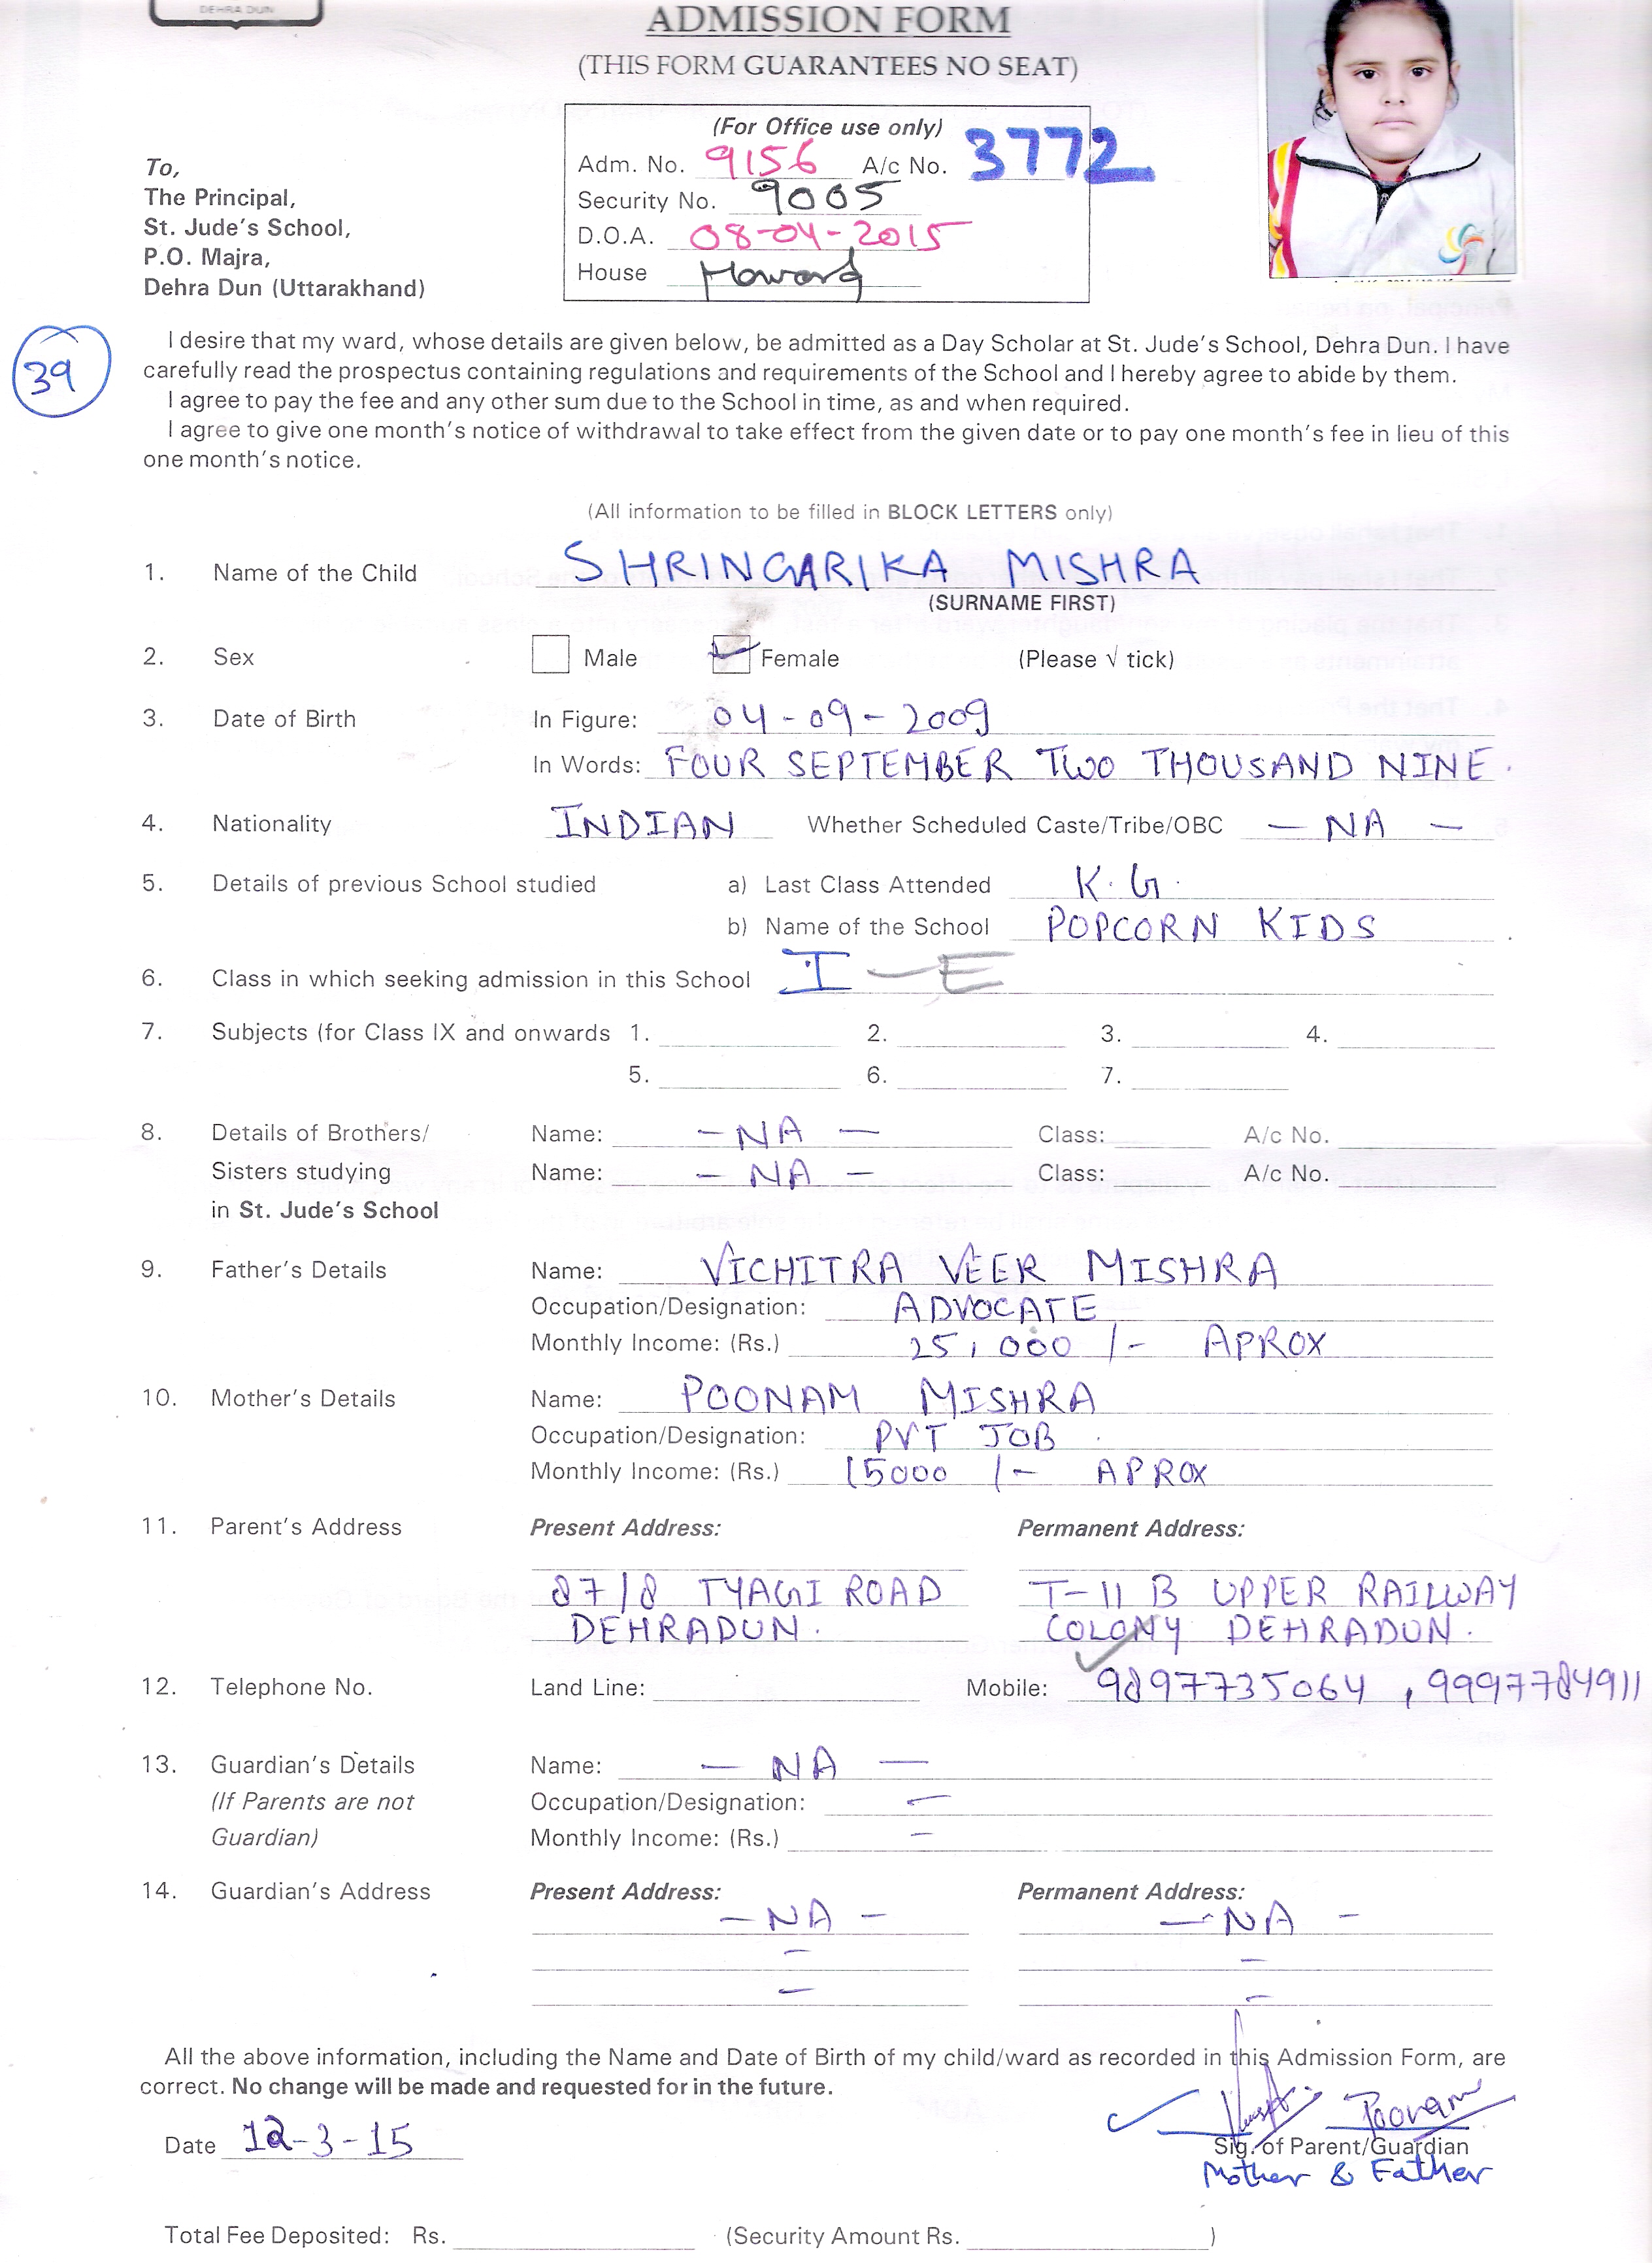 DEHRA DUN
ADMISSION FORM
(THIS FORM GUARANTEES NO SEAT)
(For Office use only)
Adm. No. 9156 A/c No. 3772
Security No. 9005
D.O.A. 08-04-2015
House Howard
To,
The Principal,
St. Jude's School,
P.O. Majra,
Dehra Dun (Uttarakhand)
39
I desire that my ward, whose details are given below, be admitted as a Day Scholar at St. Jude's School, Dehra Dun. I have
carefully read the prospectus containing regulations and requirements of the School and I hereby agree to abide by them.
I agree to pay the fee and any other sum due to the School in time, as and when required.
I agree to give one month's notice of withdrawal to take effect from the given date or to pay one month's fee in lieu of this
one month's notice.
(All information to be filled in BLOCK LETTERS only)
1. Name of the Child SHRINGARIKA MISHRA
(SURNAME FIRST)
2. Sex Male Female (Please √ tick)
3. Date of Birth In Figure: 04-09-2009
In Words: FOUR SEPTEMBER TWO THOUSAND NINE.
4. Nationality INDIAN Whether Scheduled Caste/Tribe/OBC - NA -
5. Details of previous School studied a) Last Class Attended K.G.
b) Name of the School POPCORN KIDS
6. Class in which seeking admission in this School I - E
7. Subjects (for Class IX and onwards 1. 2. 3. 4.
5. 6. 7.
8. Details of Brothers/ Name: - NA - Class: A/c No.
Sisters studying Name: - NA - Class: A/c No.
in St. Jude's School
9. Father's Details Name: VICHITRA VEER MISHRA
Occupation/Designation: ADVOCATE
Monthly Income: (Rs.) 25,000 /- APROX
10. Mother's Details Name: POONAM MISHRA
Occupation/Designation: PVT JOB
Monthly Income: (Rs.) 15000 /- APROX
11. Parent's Address Present Address: Permanent Address:
87/8 TYAGI ROAD T-11 B UPPER RAILWAY
DEHRADUN. COLONY DEHRADUN.
12. Telephone No. Land Line: Mobile: 9897735064, 9997784911
13. Guardian's Details Name: - NA -
(If Parents are not Occupation/Designation: -
Guardian) Monthly Income: (Rs.) -
14. Guardian's Address Present Address: Permanent Address:
- NA - - NA -
- -
- -
All the above information, including the Name and Date of Birth of my child/ward as recorded in this Admission Form, are
correct. No change will be made and requested for in the future.
Poonam
Date 12-3-15 Sig. of Parent/Guardian
Mother & Father
Total Fee Deposited: Rs. (Security Amount Rs. )